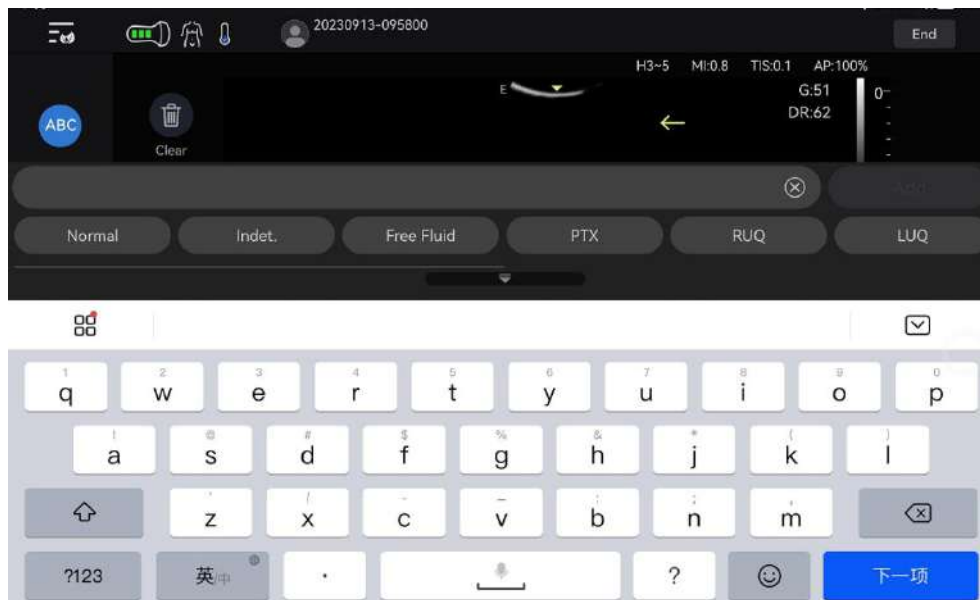 20230913-095800
End
H3~5 MI:0.8 TIS:0.1 AP:100%
E
G:51
DR:62
0
ABC
Clear
Add
Normal Indet. Free Fluid PTX RUQ LUQ
1 2 3 4 5 6 7 8 9 0
q w e r t y u i o p
! @ # $ % & * ( )
a s d f g h j k l
z x c v b n m
?123 英/中 . ? 下一项